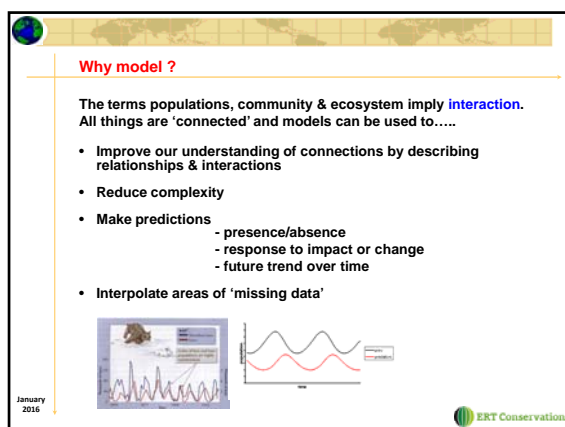 Why model ?
The terms populations, community & ecosystem imply interaction.
All things are ‘connected’ and models can be used to…..
• Improve our understanding of connections by describing
relationships & interactions
• Reduce complexity
• Make predictions
- presence/absence
- response to impact or change
- future trend over time
• Interpolate areas of ‘missing data’
January
2016
ERT Conservation